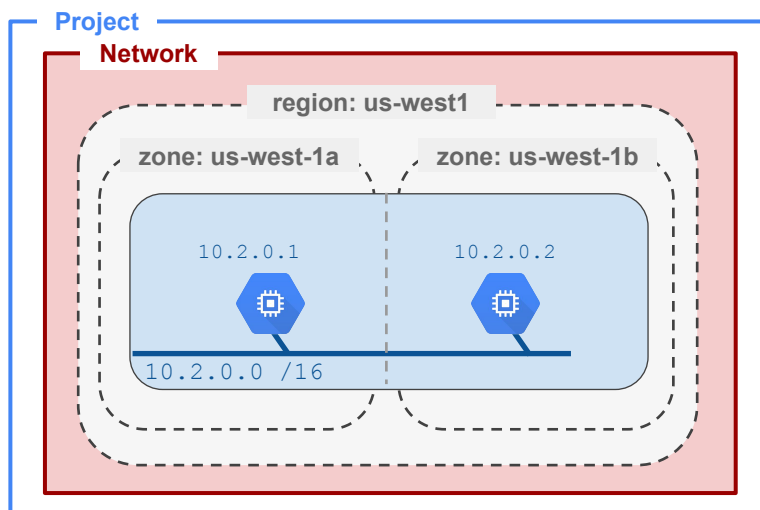 Project
Network
region: us-west1
zone: us-west-1a
zone: us-west-1b
10.2.0.1
10.2.0.2
10.2.0.0 /16